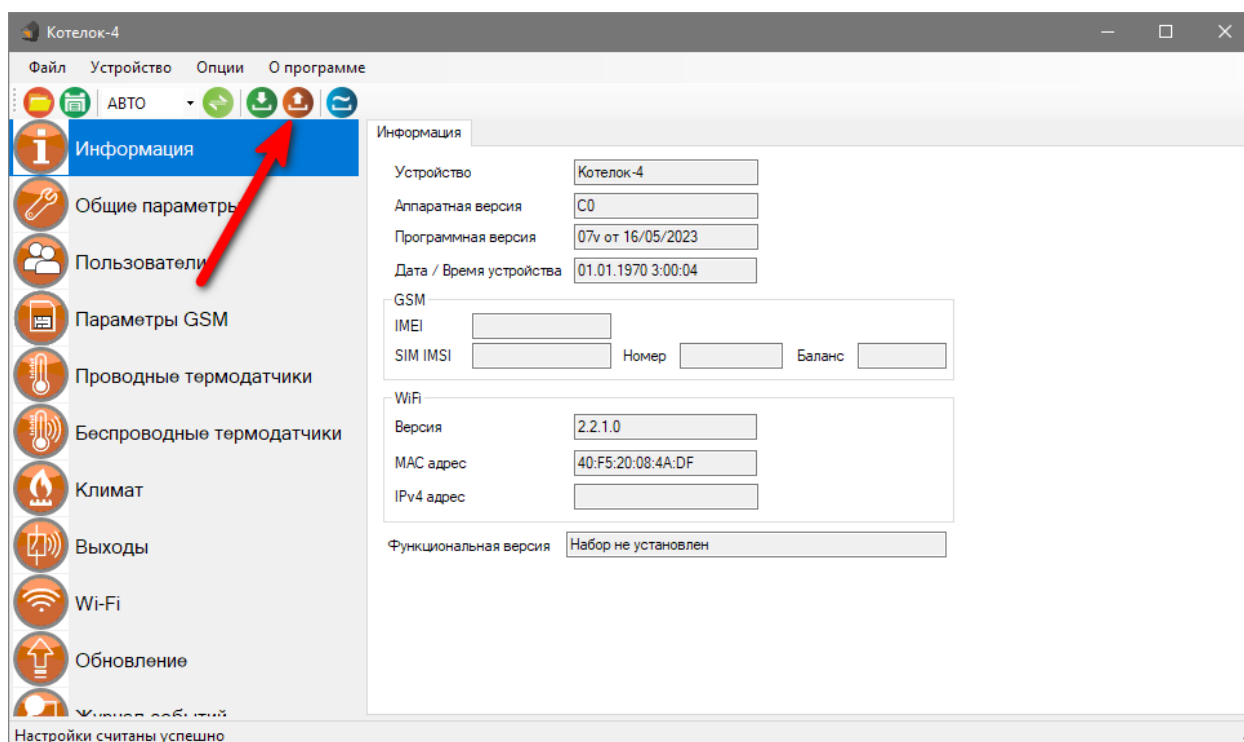 Котелок-4
Файл Устройство Опции О программе
АВТО
Информация
Общие параметры
Пользователи
Параметры GSM
Проводные термодатчики
Беспроводные термодатчики
Климат
Выходы
Wi-Fi
Обновление
Журнал событий
Информация
Устройство Котелок-4
Аппаратная версия C0
Программная версия 07v от 16/05/2023
Дата / Время устройства 01.01.1970 3:00:04
GSM
IMEI
SIM IMSI Номер Баланс
WiFi
Версия 2.2.1.0
MAC адрес 40:F5:20:08:4A:DF
IPv4 адрес
Функциональная версия Набор не установлен
Настройки считаны успешно